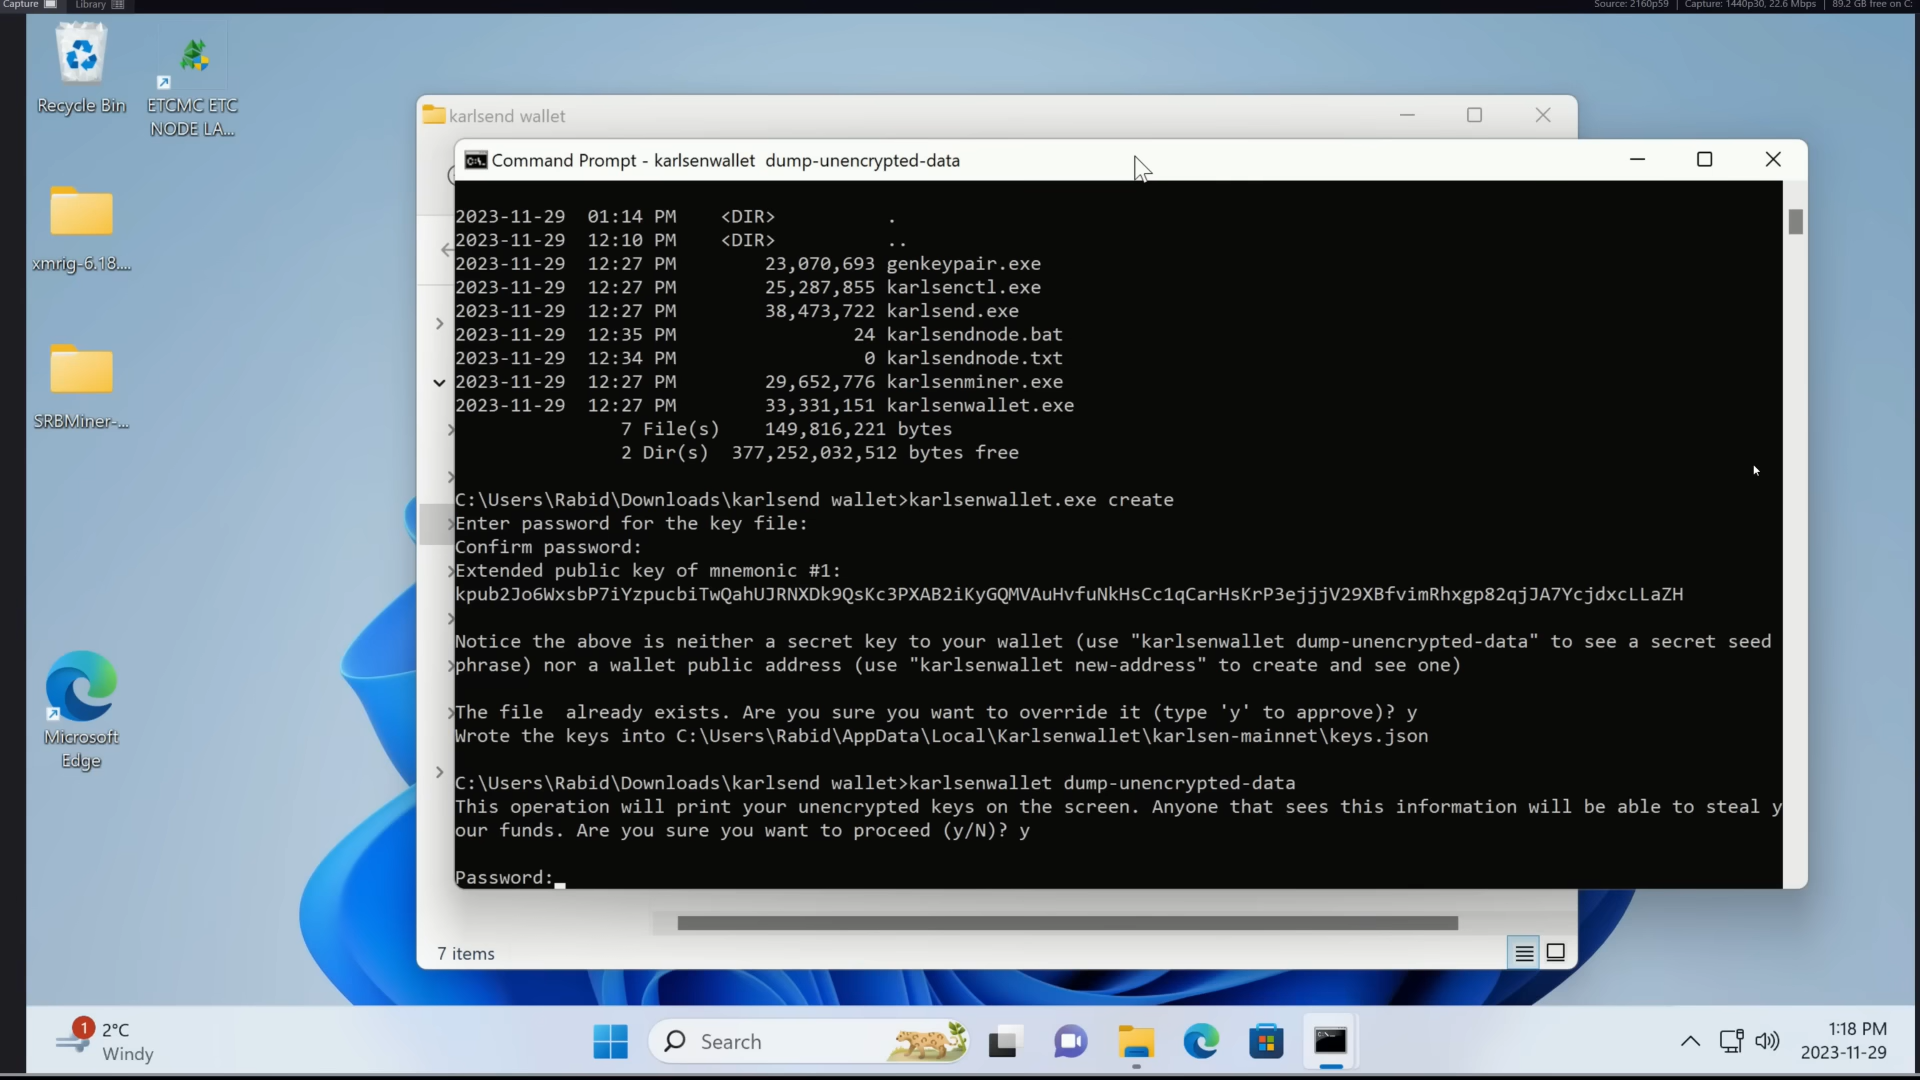 Capture
Library
Source: 2160p59 | Capture: 1440p30, 22.6 Mbps | 89.2 GB free on C:
Recycle Bin
ETCMC ETC
NODE LA...
xmrig-6.18....
SRBMiner-...
Microsoft
Edge
karlsend wallet
Command Prompt - karlsenwallet  dump-unencrypted-data
2023-11-29  01:14 PM    <DIR>          .
2023-11-29  12:10 PM    <DIR>          ..
2023-11-29  12:27 PM        23,070,693 genkeypair.exe
2023-11-29  12:27 PM        25,287,855 karlsenctl.exe
2023-11-29  12:27 PM        38,473,722 karlsend.exe
2023-11-29  12:35 PM                24 karlsendnode.bat
2023-11-29  12:34 PM                 0 karlsendnode.txt
2023-11-29  12:27 PM        29,652,776 karlsenminer.exe
2023-11-29  12:27 PM        33,331,151 karlsenwallet.exe
7 File(s)    149,816,221 bytes
2 Dir(s)  377,252,032,512 bytes free
C:\Users\Rabid\Downloads\karlsend wallet>karlsenwallet.exe create
Enter password for the key file:
Confirm password:
Extended public key of mnemonic #1:
kpub2Jo6WxsbP7iYzpucbiTwQahUJRNXDk9QsKc3PXAB2iKyGQMVAuHvfuNkHsCc1qCarHsKrP3ejjjV29XBfvimRhxgp82qjJA7YcjdxcLLaZH
Notice the above is neither a secret key to your wallet (use "karlsenwallet dump-unencrypted-data" to see a secret seed
phrase) nor a wallet public address (use "karlsenwallet new-address" to create and see one)
The file  already exists. Are you sure you want to override it (type 'y' to approve)? y
Wrote the keys into C:\Users\Rabid\AppData\Local\Karlsenwallet\karlsen-mainnet\keys.json
C:\Users\Rabid\Downloads\karlsend wallet>karlsenwallet dump-unencrypted-data
This operation will print your unencrypted keys on the screen. Anyone that sees this information will be able to steal y
our funds. Are you sure you want to proceed (y/N)? y
Password:
7 items
1
2°C
Windy
Search
1:18 PM
2023-11-29